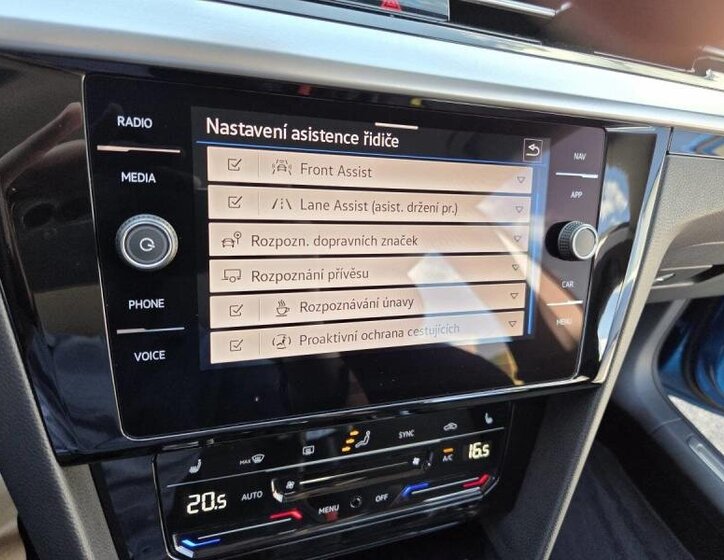 RADIO
MEDIA
PHONE
VOICE
Nastavení asistence řidiče
Front Assist
Lane Assist (asist. držení pr.)
Rozpozn. dopravních značek
Rozpoznání přívěsu
Rozpoznávání únavy
Proaktivní ochrana cestujících
NAV
APP
CAR
MENU
MAX
SYNC
20.5
AUTO
MENU
OFF
A/C
16.5